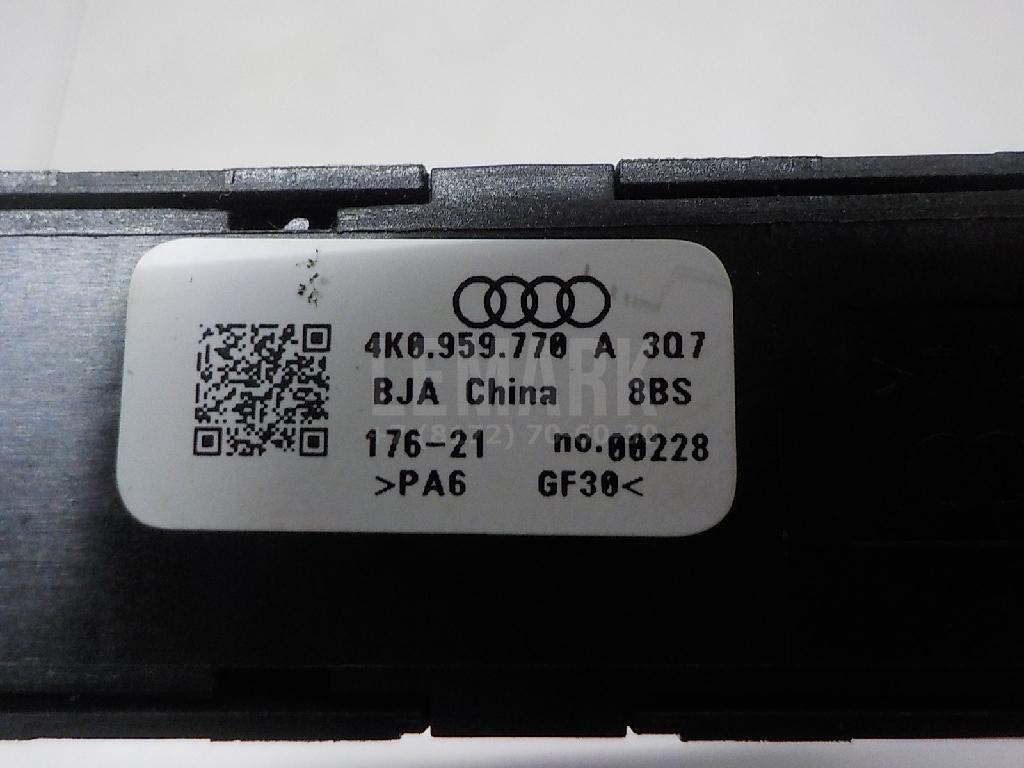 4K0.959.770 A 3Q7
BJA China 8BS
LEMARK
176-21 no.00228
>PA6 GF30<